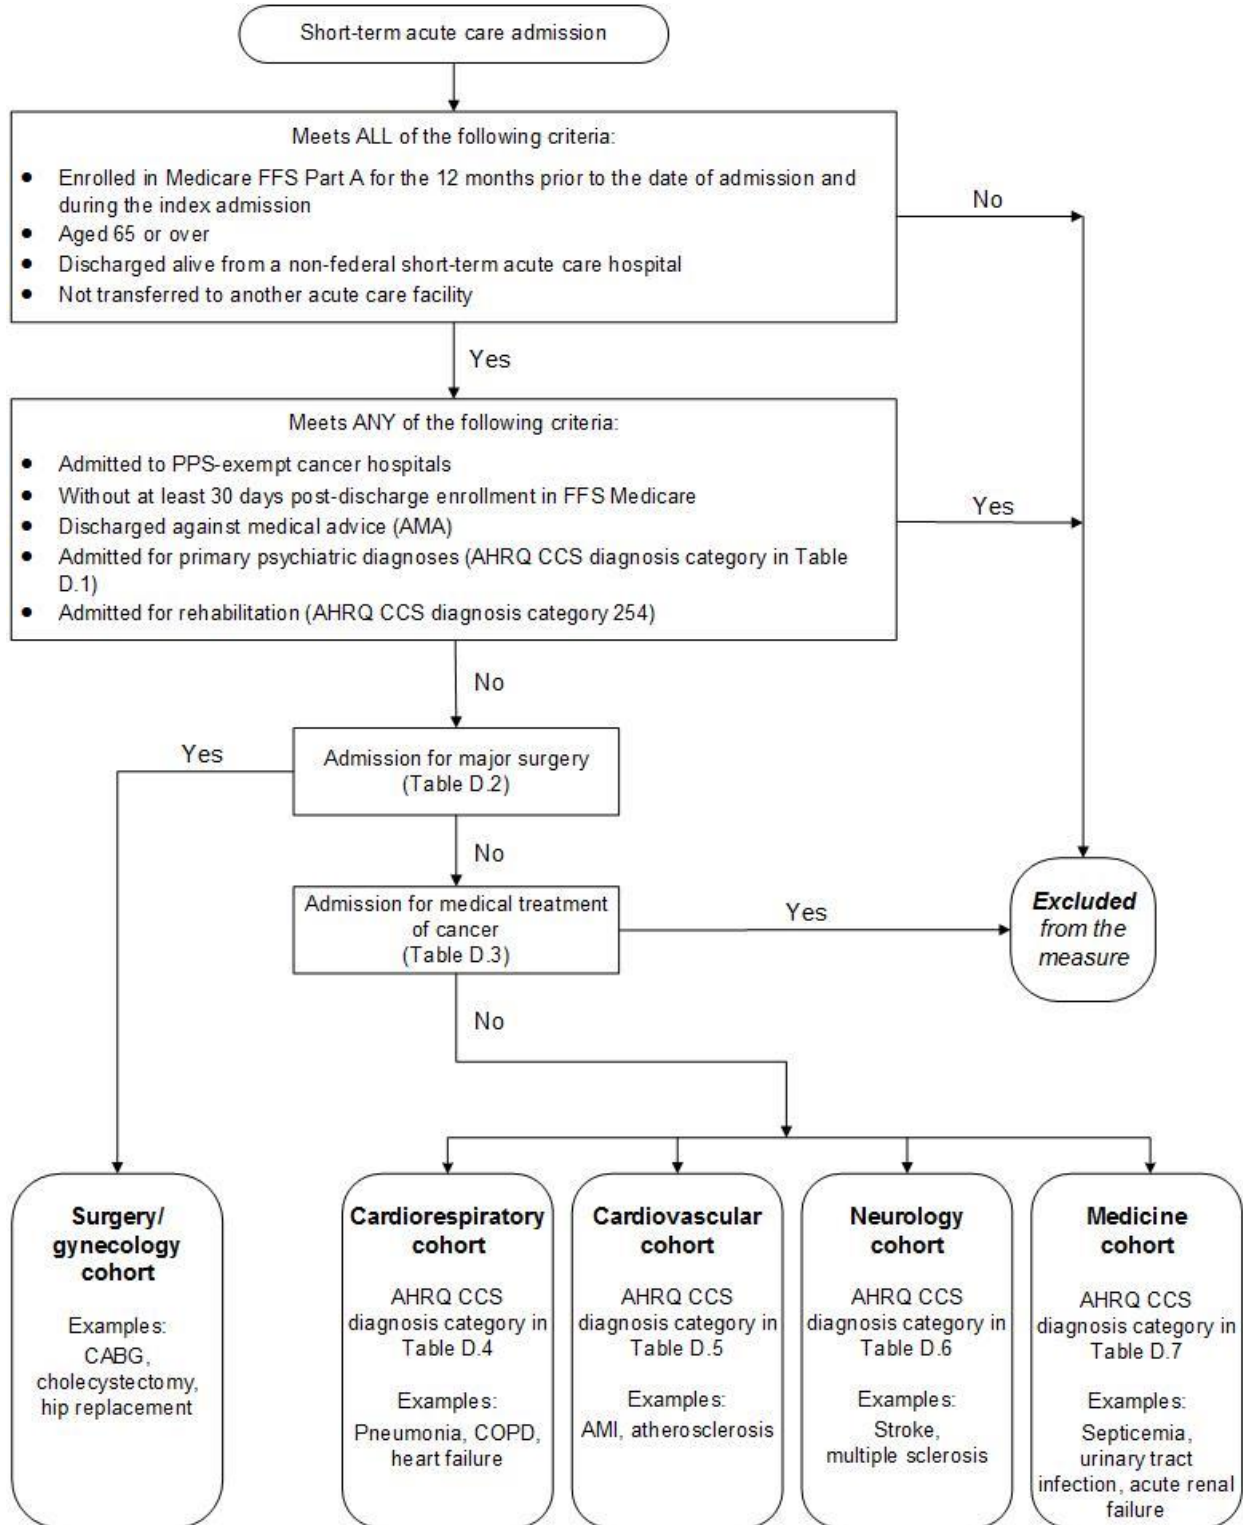 Short-term acute care admission
Meets ALL of the following criteria:
● Enrolled in Medicare FFS Part A for the 12 months prior to the date of admission and
during the index admission
● Aged 65 or over
● Discharged alive from a non-federal short-term acute care hospital
● Not transferred to another acute care facility
No
Yes
Meets ANY of the following criteria:
● Admitted to PPS-exempt cancer hospitals
● Without at least 30 days post-discharge enrollment in FFS Medicare
● Discharged against medical advice (AMA)
● Admitted for primary psychiatric diagnoses (AHRQ CCS diagnosis category in Table
D.1)
● Admitted for rehabilitation (AHRQ CCS diagnosis category 254)
Yes
No
Yes
Admission for major surgery
(Table D.2)
No
Admission for medical treatment
of cancer
(Table D.3)
Yes
Excluded
from the
measure
No
Surgery/
gynecology
cohort
Examples:
CABG,
cholecystectomy,
hip replacement
Cardiorespiratory
cohort
AHRQ CCS
diagnosis category in
Table D.4
Examples:
Pneumonia, COPD,
heart failure
Cardiovascular
cohort
AHRQ CCS
diagnosis category in
Table D.5
Examples:
AMI, atherosclerosis
Neurology
cohort
AHRQ CCS
diagnosis category in
Table D.6
Examples:
Stroke,
multiple sclerosis
Medicine
cohort
AHRQ CCS
diagnosis category in
Table D.7
Examples:
Septicemia,
urinary tract
infection, acute renal
failure